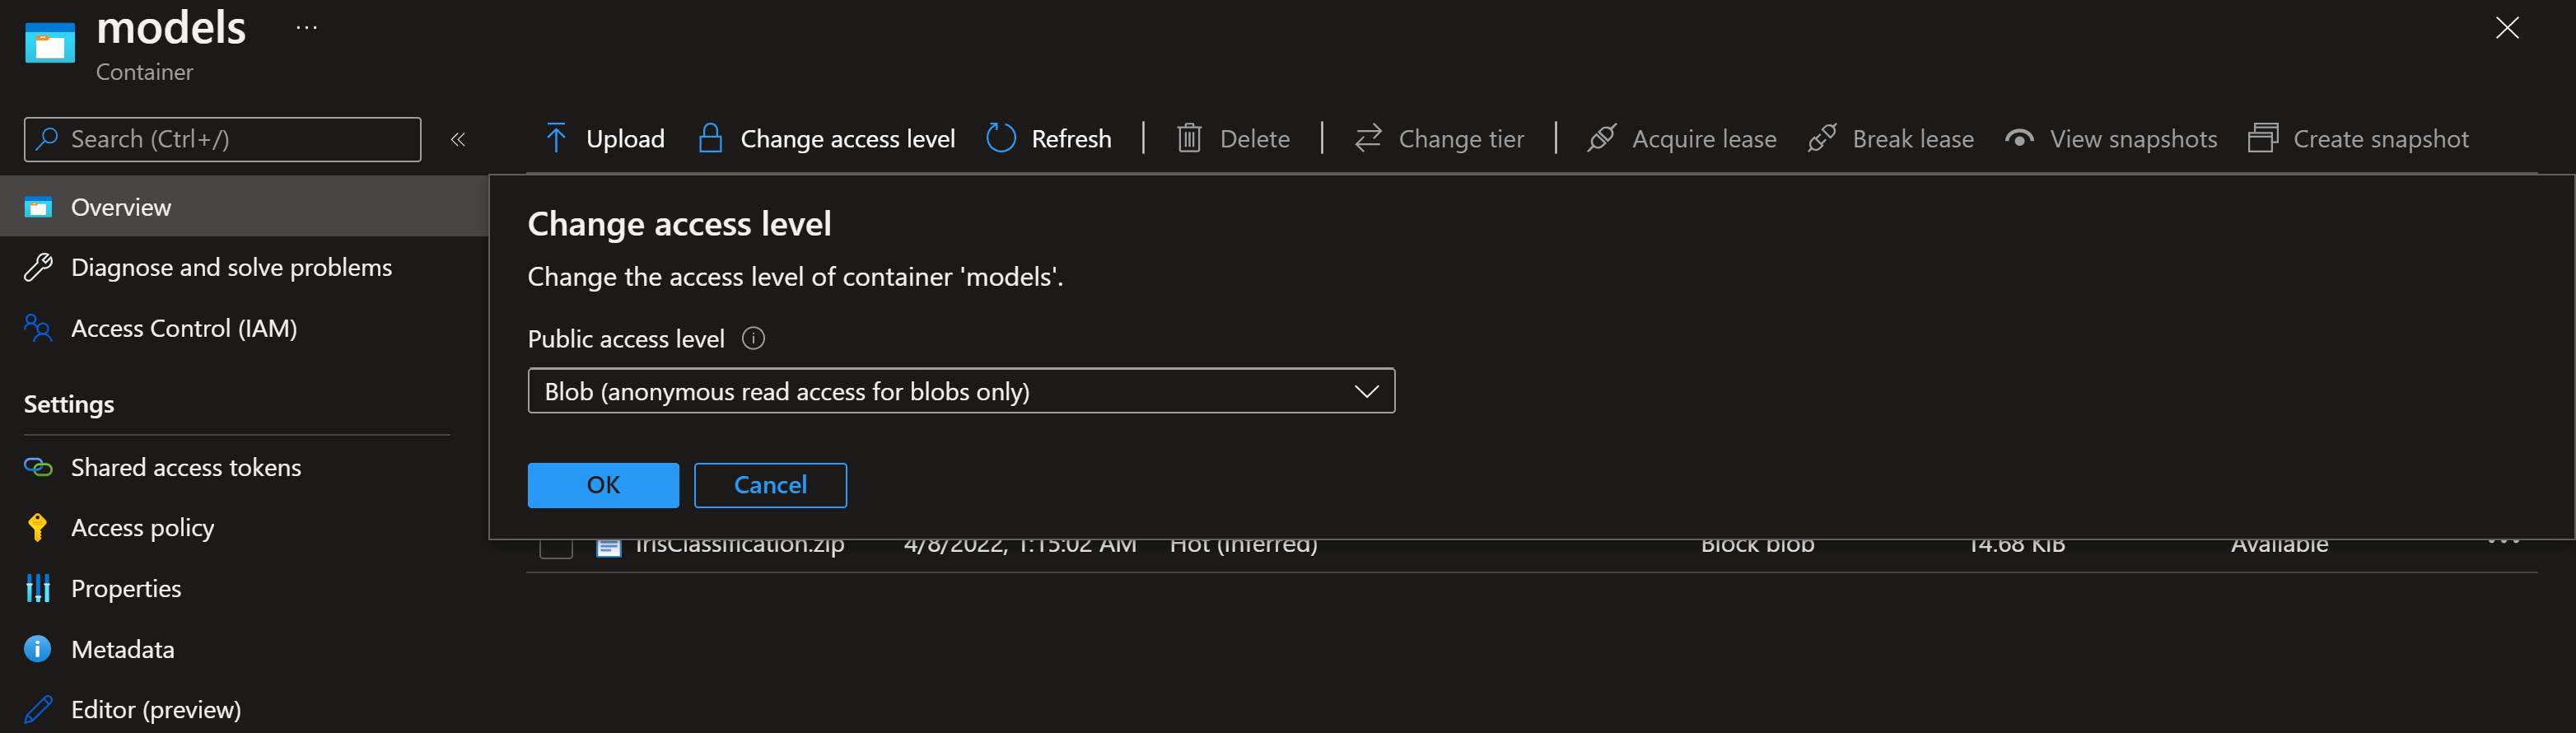 models ...
Container
Search (Ctrl+/)
«
Upload Change access level Refresh Delete Change tier Acquire lease Break lease View snapshots Create snapshot
Overview
Diagnose and solve problems
Access Control (IAM)
Settings
Shared access tokens
Access policy
Properties
Metadata
Editor (preview)
Change access level
Change the access level of container 'models'.
Public access level
Blob (anonymous read access for blobs only)
OK Cancel
IrisClassification.zip 4/8/2022, 1:15:02 AM Hot (Inferred) Block blob 14.68 KiB Available ...